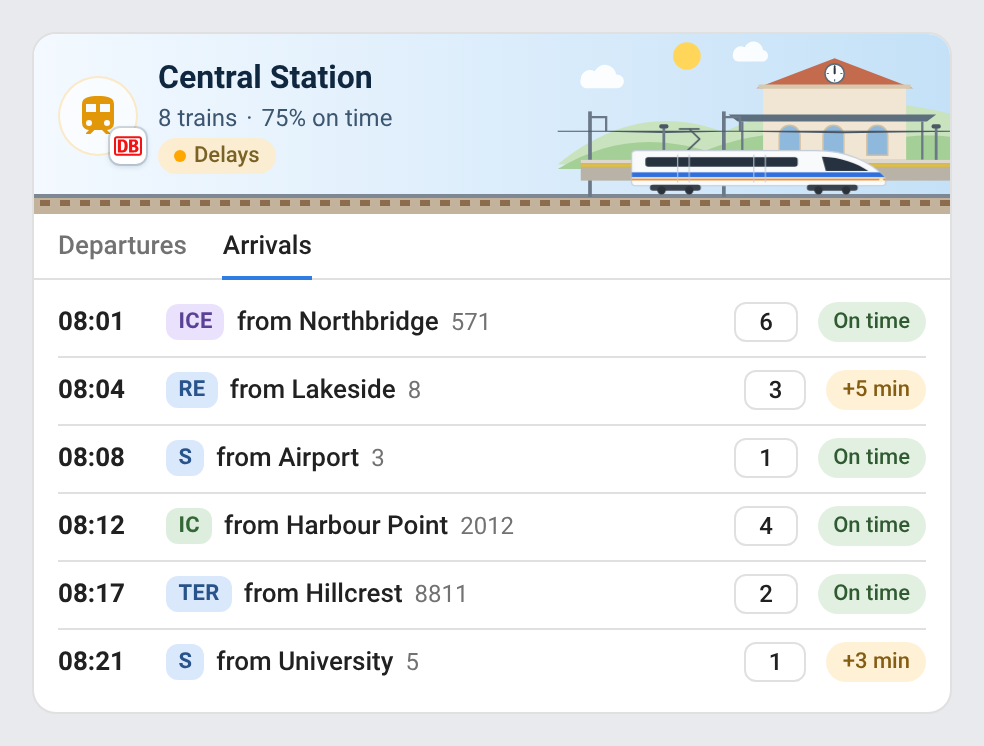 Central Station
8 trains · 75% on time
DB
Delays
Departures Arrivals
08:01 ICE from Northbridge 571 6 On time
08:04 RE from Lakeside 8 3 +5 min
08:08 S from Airport 3 1 On time
08:12 IC from Harbour Point 2012 4 On time
08:17 TER from Hillcrest 8811 2 On time
08:21 S from University 5 1 +3 min